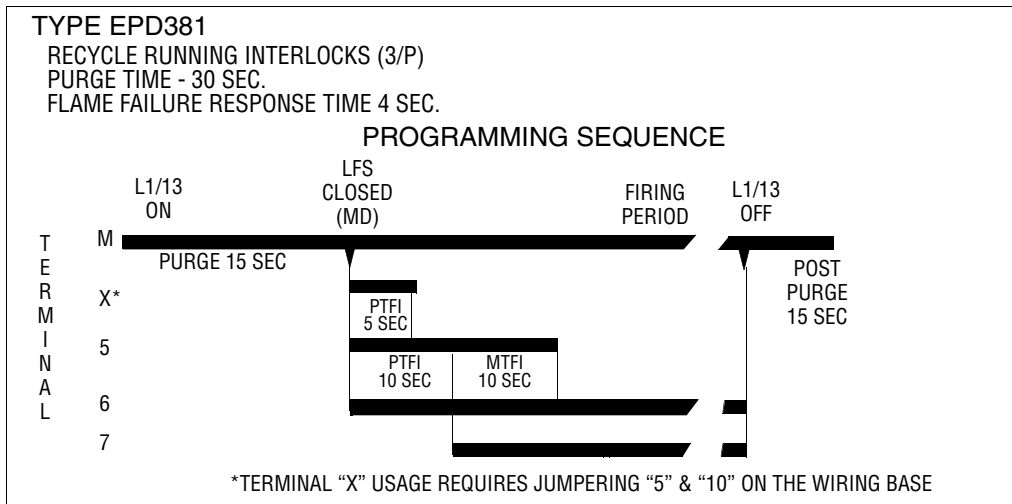 TYPE EPD381
RECYCLE RUNNING INTERLOCKS (3/P)
PURGE TIME - 30 SEC.
FLAME FAILURE RESPONSE TIME 4 SEC.
PROGRAMMING SEQUENCE
L1/13
ON
LFS
CLOSED
(MD)
FIRING
PERIOD
L1/13
OFF
TERMINAL
M
PURGE 15 SEC
POST
PURGE
15 SEC
X*
PTFI
5 SEC
5
PTFI
10 SEC
MTFI
10 SEC
6
7
*TERMINAL “X” USAGE REQUIRES JUMPERING “5” & “10” ON THE WIRING BASE